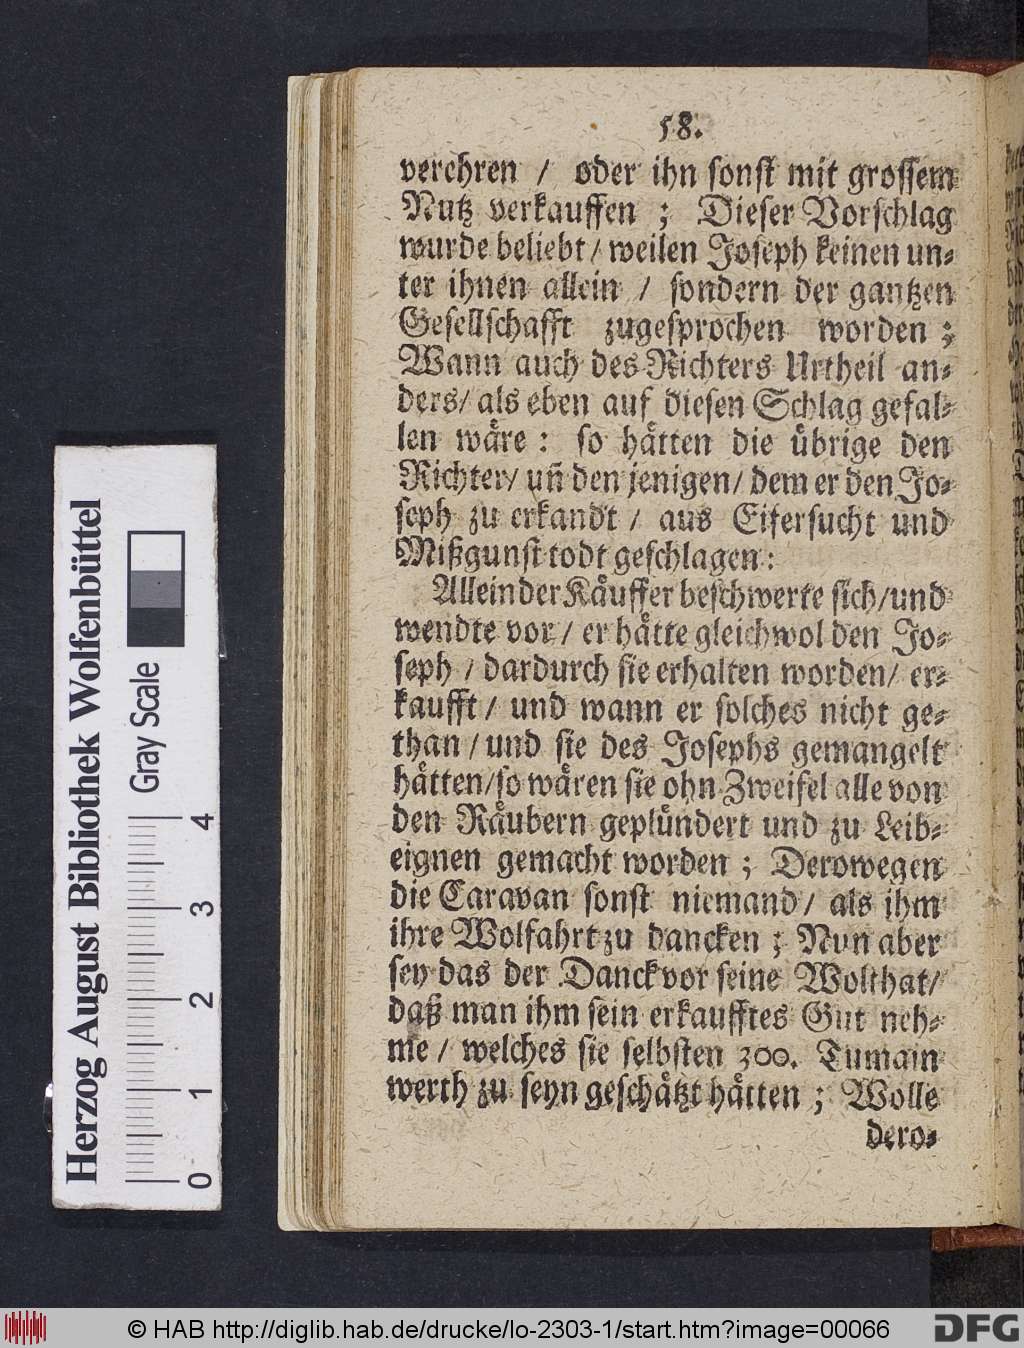 58.
verehren / oder ihn sonst mit grossem
Nutz verkauffen ; Dieser Vorschlag
wurde beliebt / weilen Joseph keinen un-
ter ihnen allein / sondern der gantzen
Gesellschafft zugesprochen worden ;
Wann auch des Richters Urtheil an-
ders / als eben auf diesen Schlag gefal-
len wäre : so hätten die übrige den
Richter / uñ den jenigen / dem er den Jo-
seph zu erkandt / aus Eifersucht und
Mißgunst todt geschlagen :
Allein der Käuffer beschwerte sich / und
wendte vor / er hätte gleichwol den Jo-
seph / dardurch sie erhalten worden / er-
kaufft / und wann er solches nicht ge-
than / und sie des Josephs gemangelt
hätten / so wären sie ohn Zweifel alle von
den Räubern geplündert und zu Leib-
eignen gemacht worden ; Derowegen
die Caravan sonst niemand / als ihm
ihre Wolfahrt zu dancken ; Nun aber
sey das der Danck vor seine Wolthat /
daß man ihm sein erkaufftes Gut neh-
me / welches sie selbsten 300. Tumain
werth zu seyn geschätzt hätten ; Wolle
dero-
Herzog August Bibliothek Wolfenbüttel
Gray Scale
0 1 2 3 4
© HAB http://diglib.hab.de/drucke/lo-2303-1/start.htm?image=00066
DFG